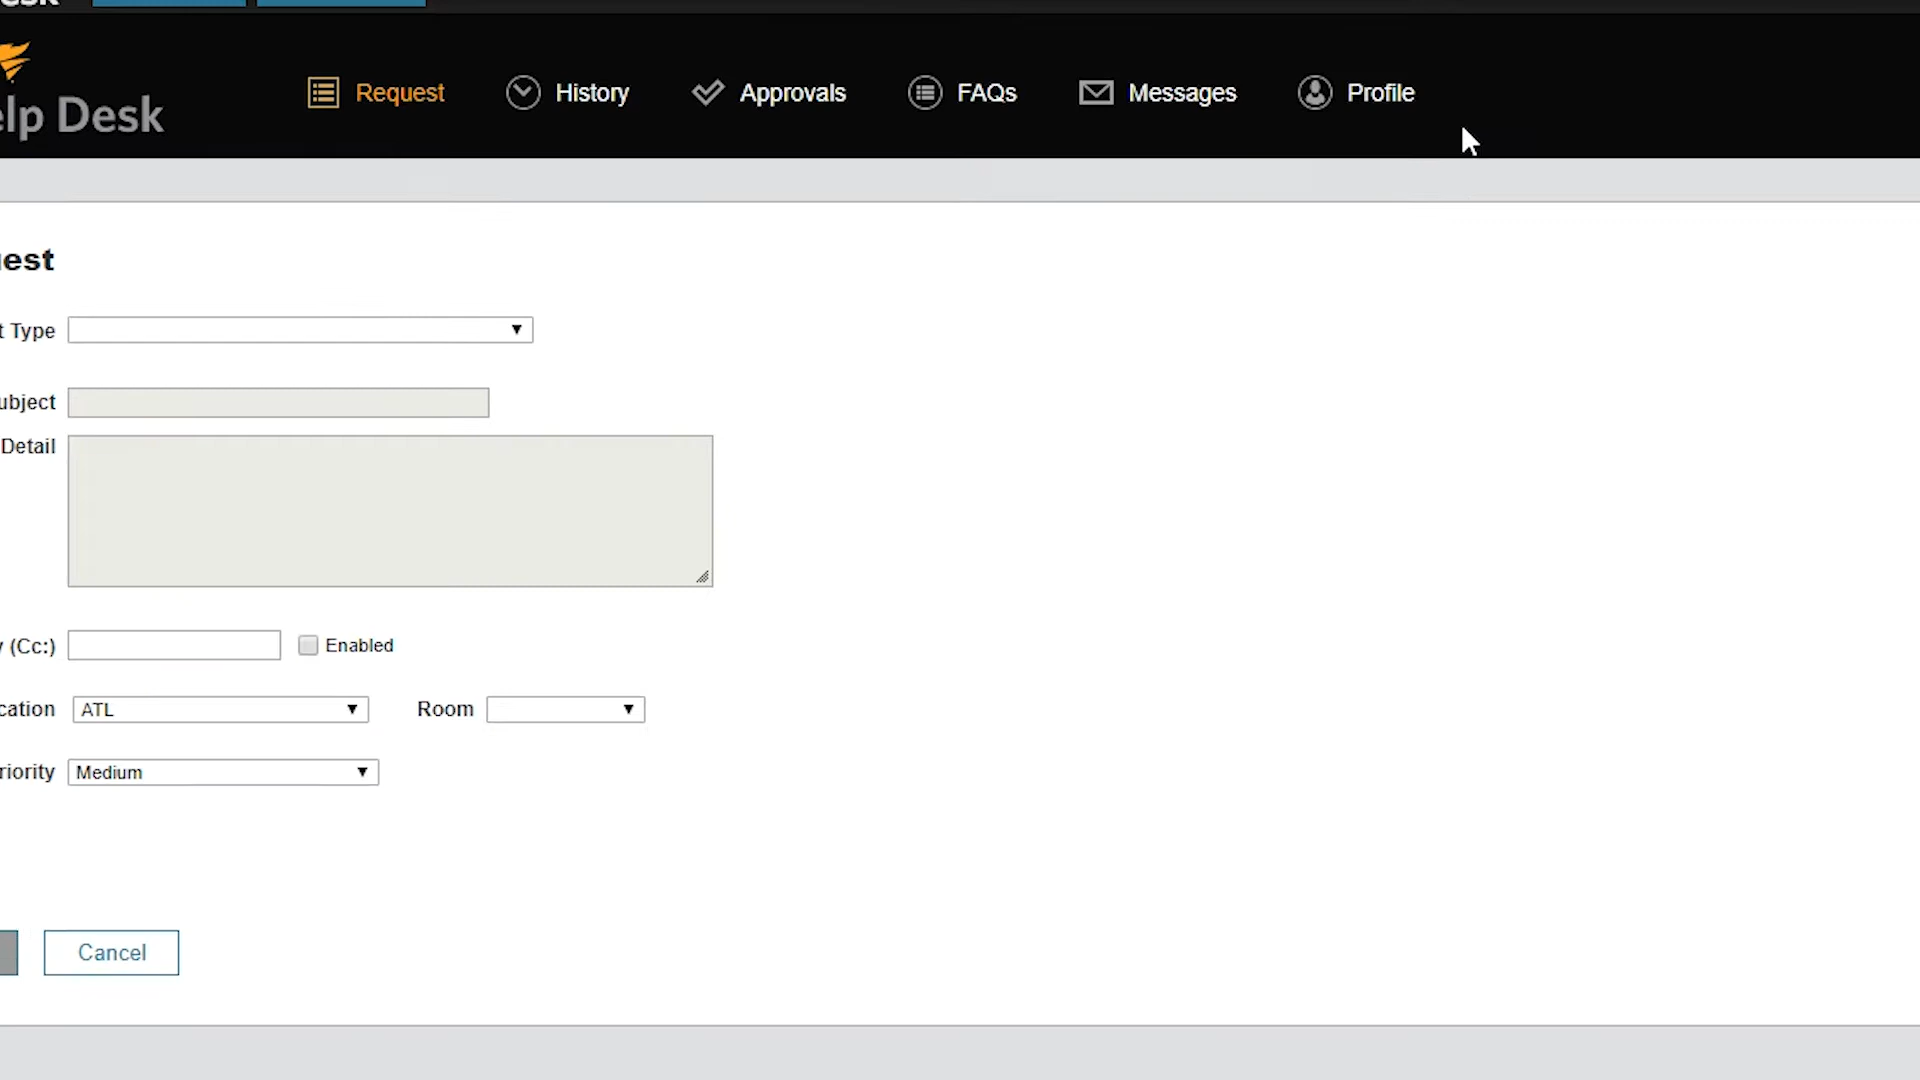 Request
History
Approvals
FAQs
Messages
Profile
elp Desk
est
t Type
ubject
Detail
y (Cc:)
Enabled
cation
ATL
Room
riority
Medium
Cancel